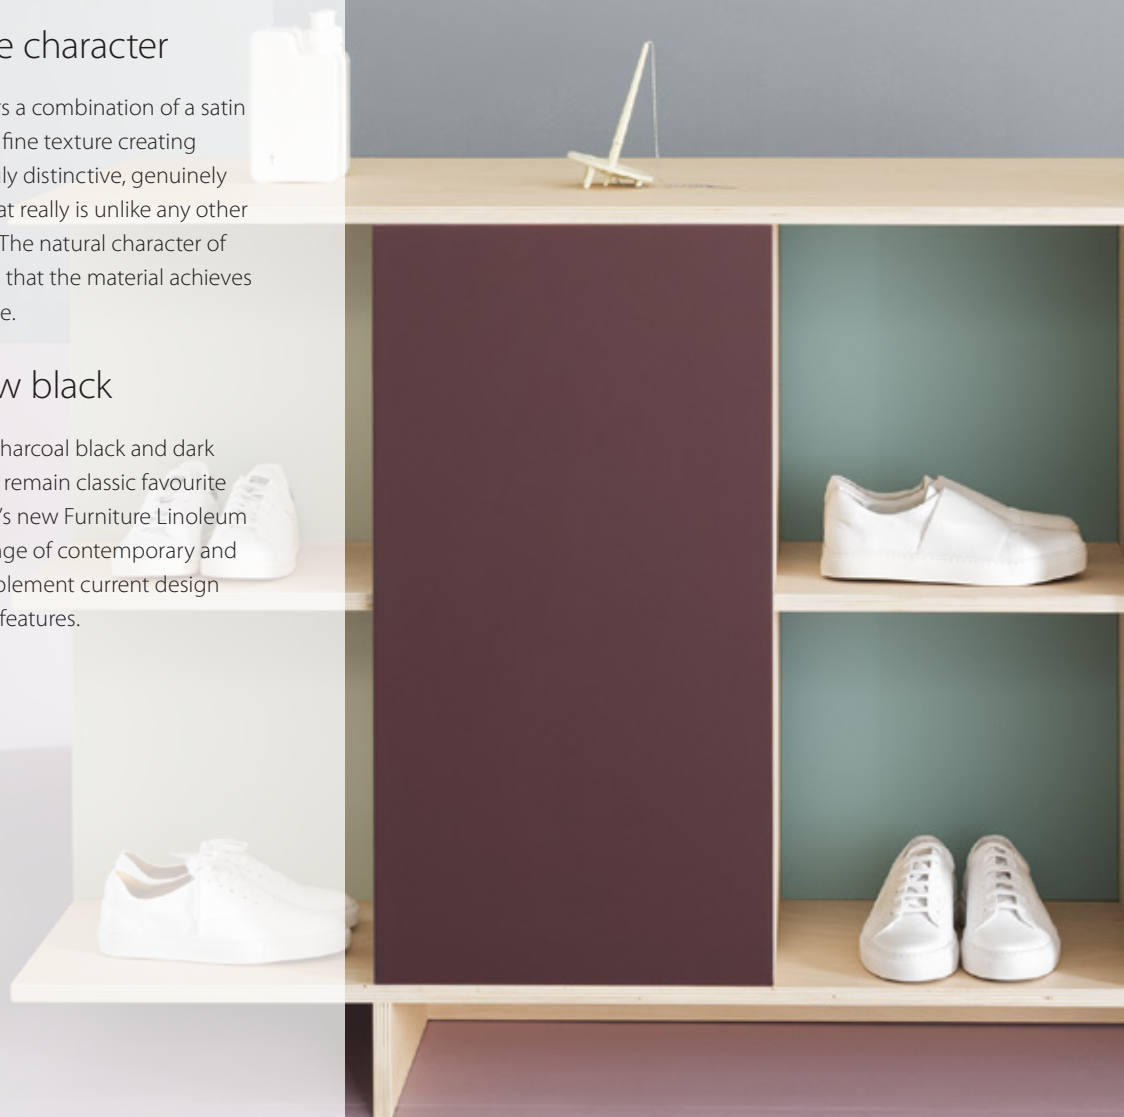 e character
s a combination of a satin
fine texture creating
ly distinctive, genuinely
at really is unlike any other
The natural character of
that the material achieves
e.
w black
harcoal black and dark
remain classic favourite
's new Furniture Linoleum
ge of contemporary and
plement current design
features.